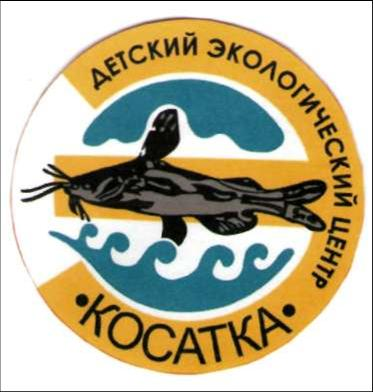 ДЕТСКИЙ ЭКОЛОГИЧЕСКИЙ ЦЕНТР
•КОСАТКА•